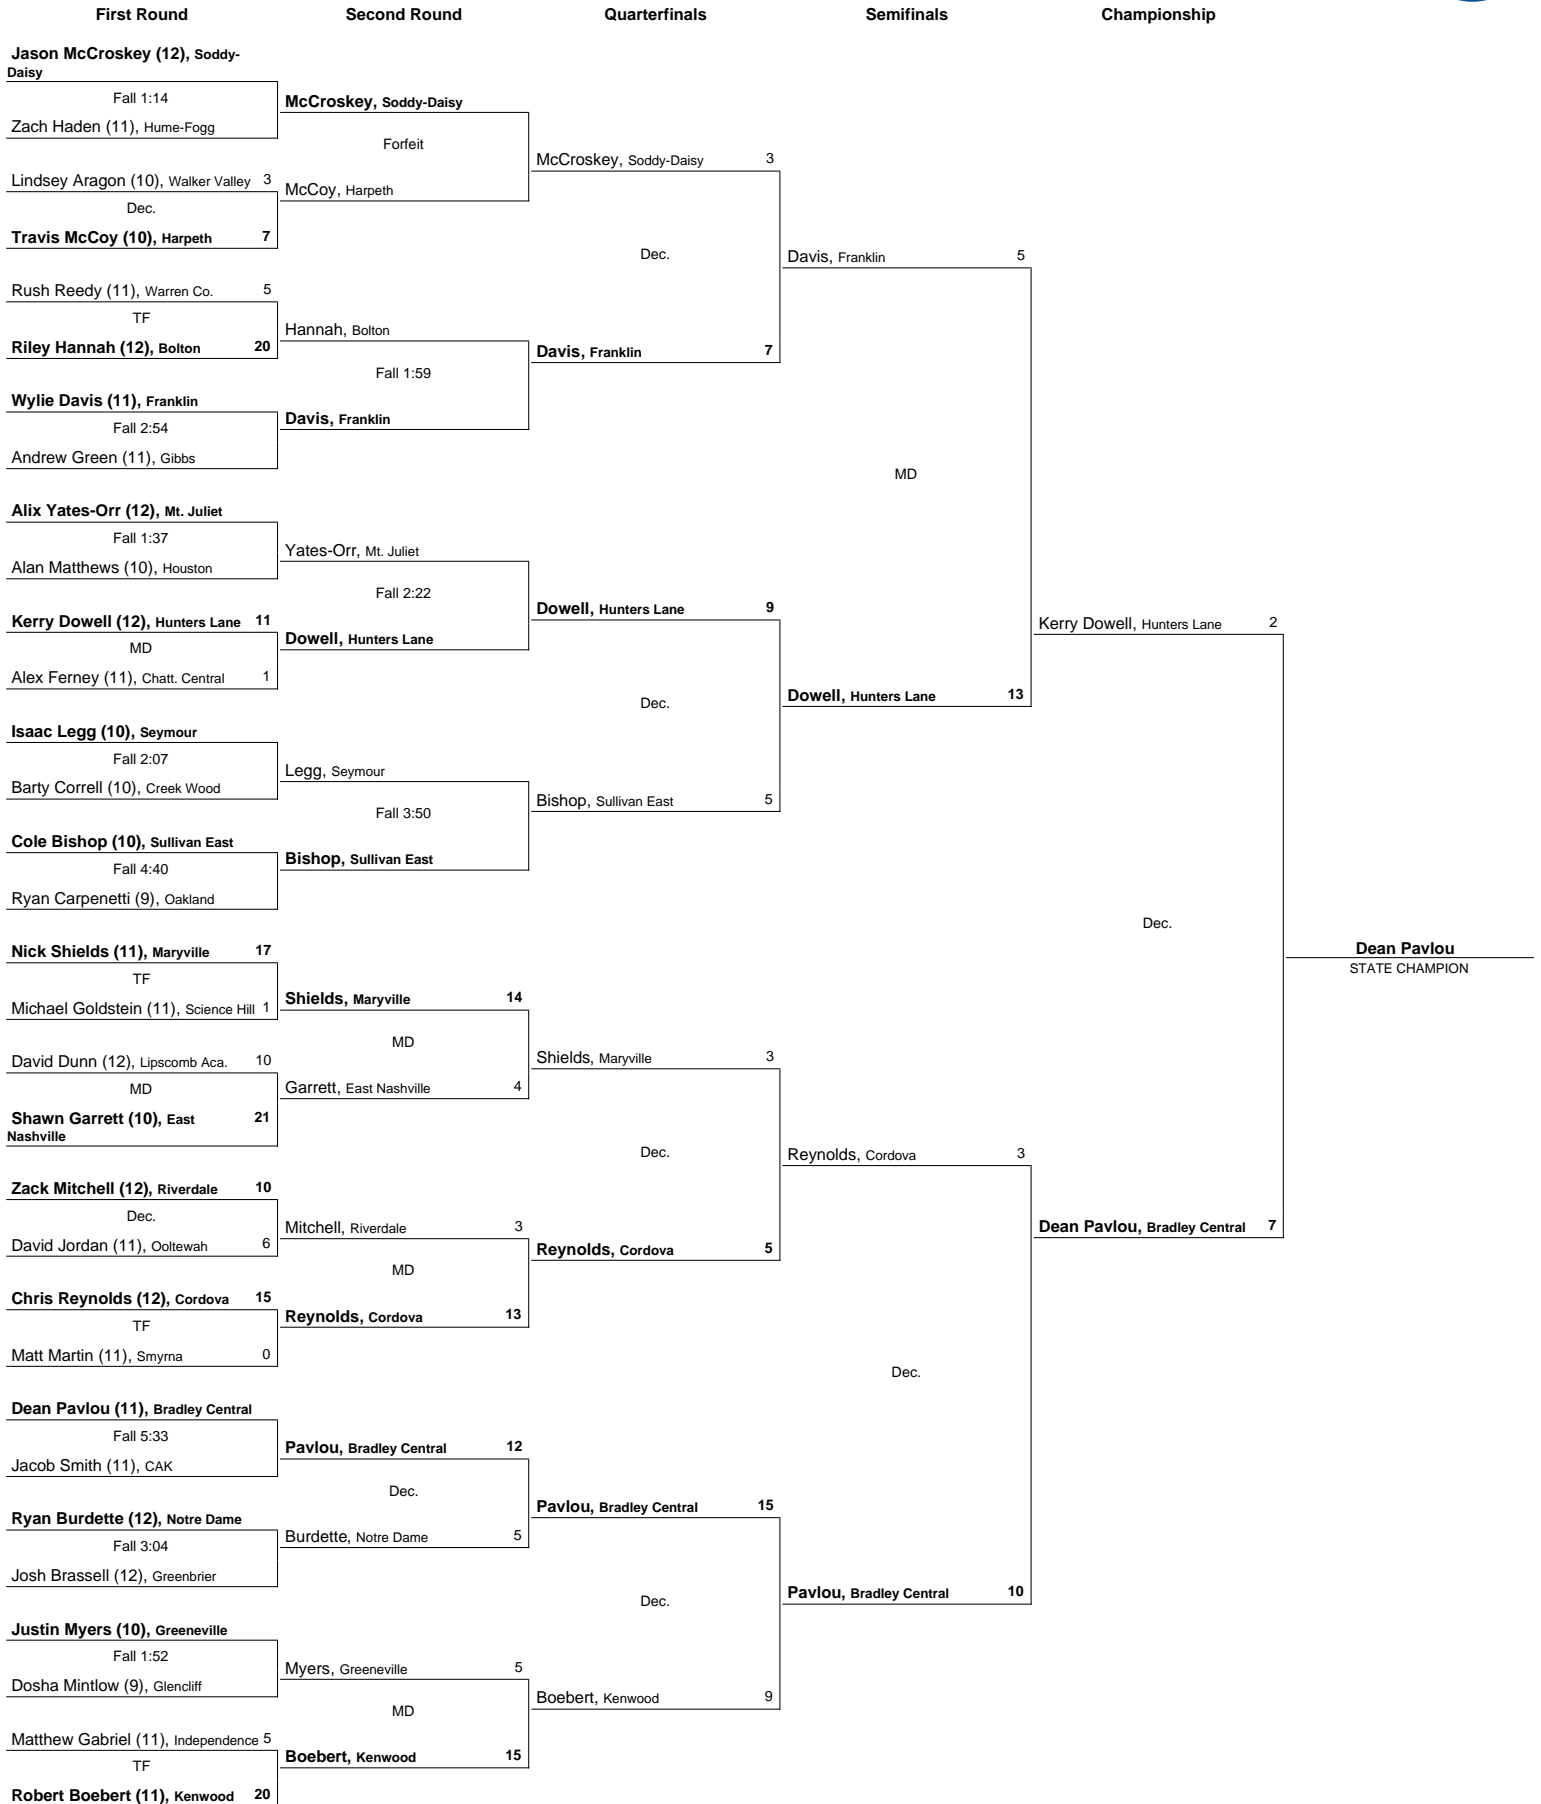 First Round
Second Round
Quarterfinals
Semifinals
Championship
Jason McCroskey (12), Soddy-
Daisy
Fall 1:14
Zach Haden (11), Hume-Fogg
Lindsey Aragon (10), Walker Valley 3
Dec.
Travis McCoy (10), Harpeth 7
Rush Reedy (11), Warren Co. 5
TF
Riley Hannah (12), Bolton 20
Wylie Davis (11), Franklin
Fall 2:54
Andrew Green (11), Gibbs
Alix Yates-Orr (12), Mt. Juliet
Fall 1:37
Alan Matthews (10), Houston
Kerry Dowell (12), Hunters Lane 11
MD
Alex Ferney (11), Chatt. Central 1
Isaac Legg (10), Seymour
Fall 2:07
Barty Correll (10), Creek Wood
Cole Bishop (10), Sullivan East
Fall 4:40
Ryan Carpenetti (9), Oakland
Nick Shields (11), Maryville 17
TF
Michael Goldstein (11), Science Hill 1
David Dunn (12), Lipscomb Aca. 10
MD
Shawn Garrett (10), East 21
Nashville
Zack Mitchell (12), Riverdale 10
Dec.
David Jordan (11), Ooltewah 6
Chris Reynolds (12), Cordova 15
TF
Matt Martin (11), Smyrna 0
Dean Pavlou (11), Bradley Central
Fall 5:33
Jacob Smith (11), CAK
Ryan Burdette (12), Notre Dame
Fall 3:04
Josh Brassell (12), Greenbrier
Justin Myers (10), Greeneville
Fall 1:52
Dosha Mintlow (9), Glencliff
Matthew Gabriel (11), Independence 5
TF
Robert Boebert (11), Kenwood 20
McCroskey, Soddy-Daisy
Forfeit
McCoy, Harpeth
Hannah, Bolton
Fall 1:59
Davis, Franklin
Yates-Orr, Mt. Juliet
Fall 2:22
Dowell, Hunters Lane
Legg, Seymour
Fall 3:50
Bishop, Sullivan East
Shields, Maryville 14
MD
Garrett, East Nashville 4
Mitchell, Riverdale 3
MD
Reynolds, Cordova 13
Pavlou, Bradley Central 12
Dec.
Burdette, Notre Dame 5
Myers, Greeneville 5
MD
Boebert, Kenwood 15
McCroskey, Soddy-Daisy 3
Dec.
Davis, Franklin 7
Dowell, Hunters Lane 9
Dec.
Bishop, Sullivan East 5
Shields, Maryville 3
Dec.
Reynolds, Cordova 5
Pavlou, Bradley Central 15
Dec.
Boebert, Kenwood 9
Davis, Franklin 5
MD
Dowell, Hunters Lane 13
Reynolds, Cordova 3
Dec.
Pavlou, Bradley Central 10
Kerry Dowell, Hunters Lane 2
Dec.
Dean Pavlou, Bradley Central 7
Dean Pavlou
STATE CHAMPION